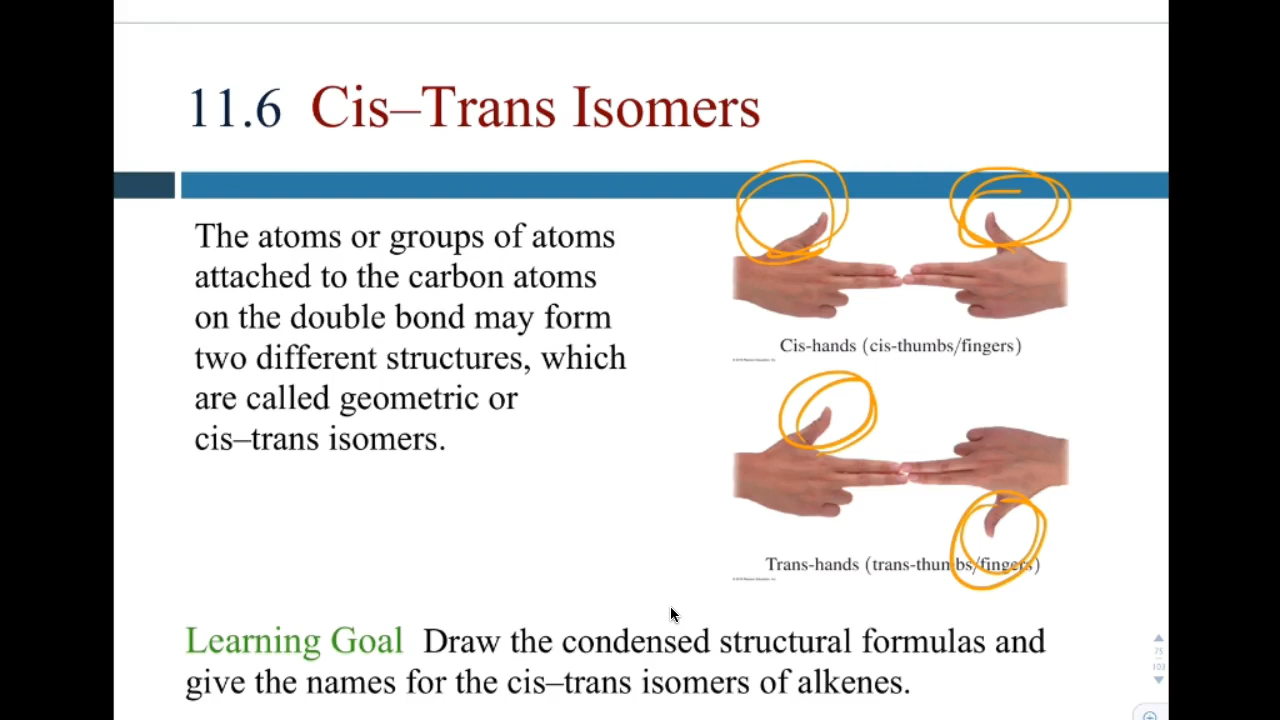 11.6 Cis–Trans Isomers
The atoms or groups of atoms
attached to the carbon atoms
on the double bond may form
two different structures, which
are called geometric or
cis–trans isomers.
Cis-hands (cis-thumbs/fingers)
Trans-hands (trans-thumbs/fingers)
Learning Goal Draw the condensed structural formulas and
give the names for the cis–trans isomers of alkenes.
75
103